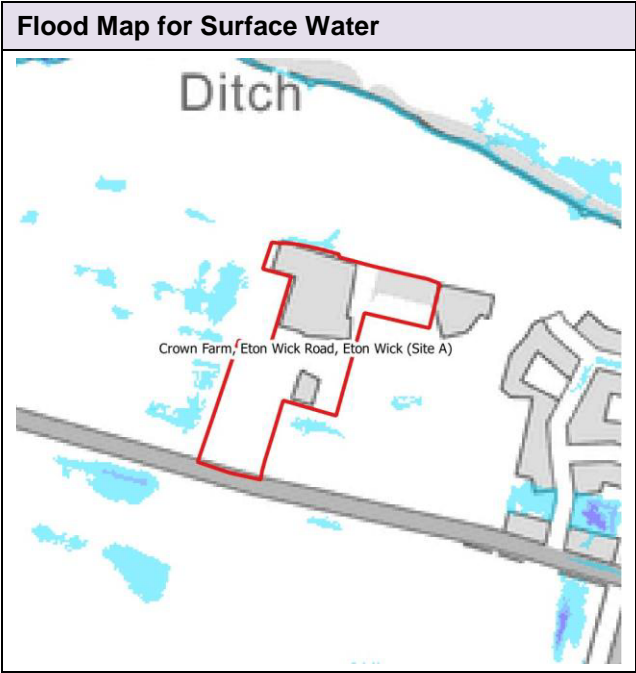 Flood Map for Surface Water
Ditch
Crown Farm, Eton Wick Road, Eton Wick (Site A)